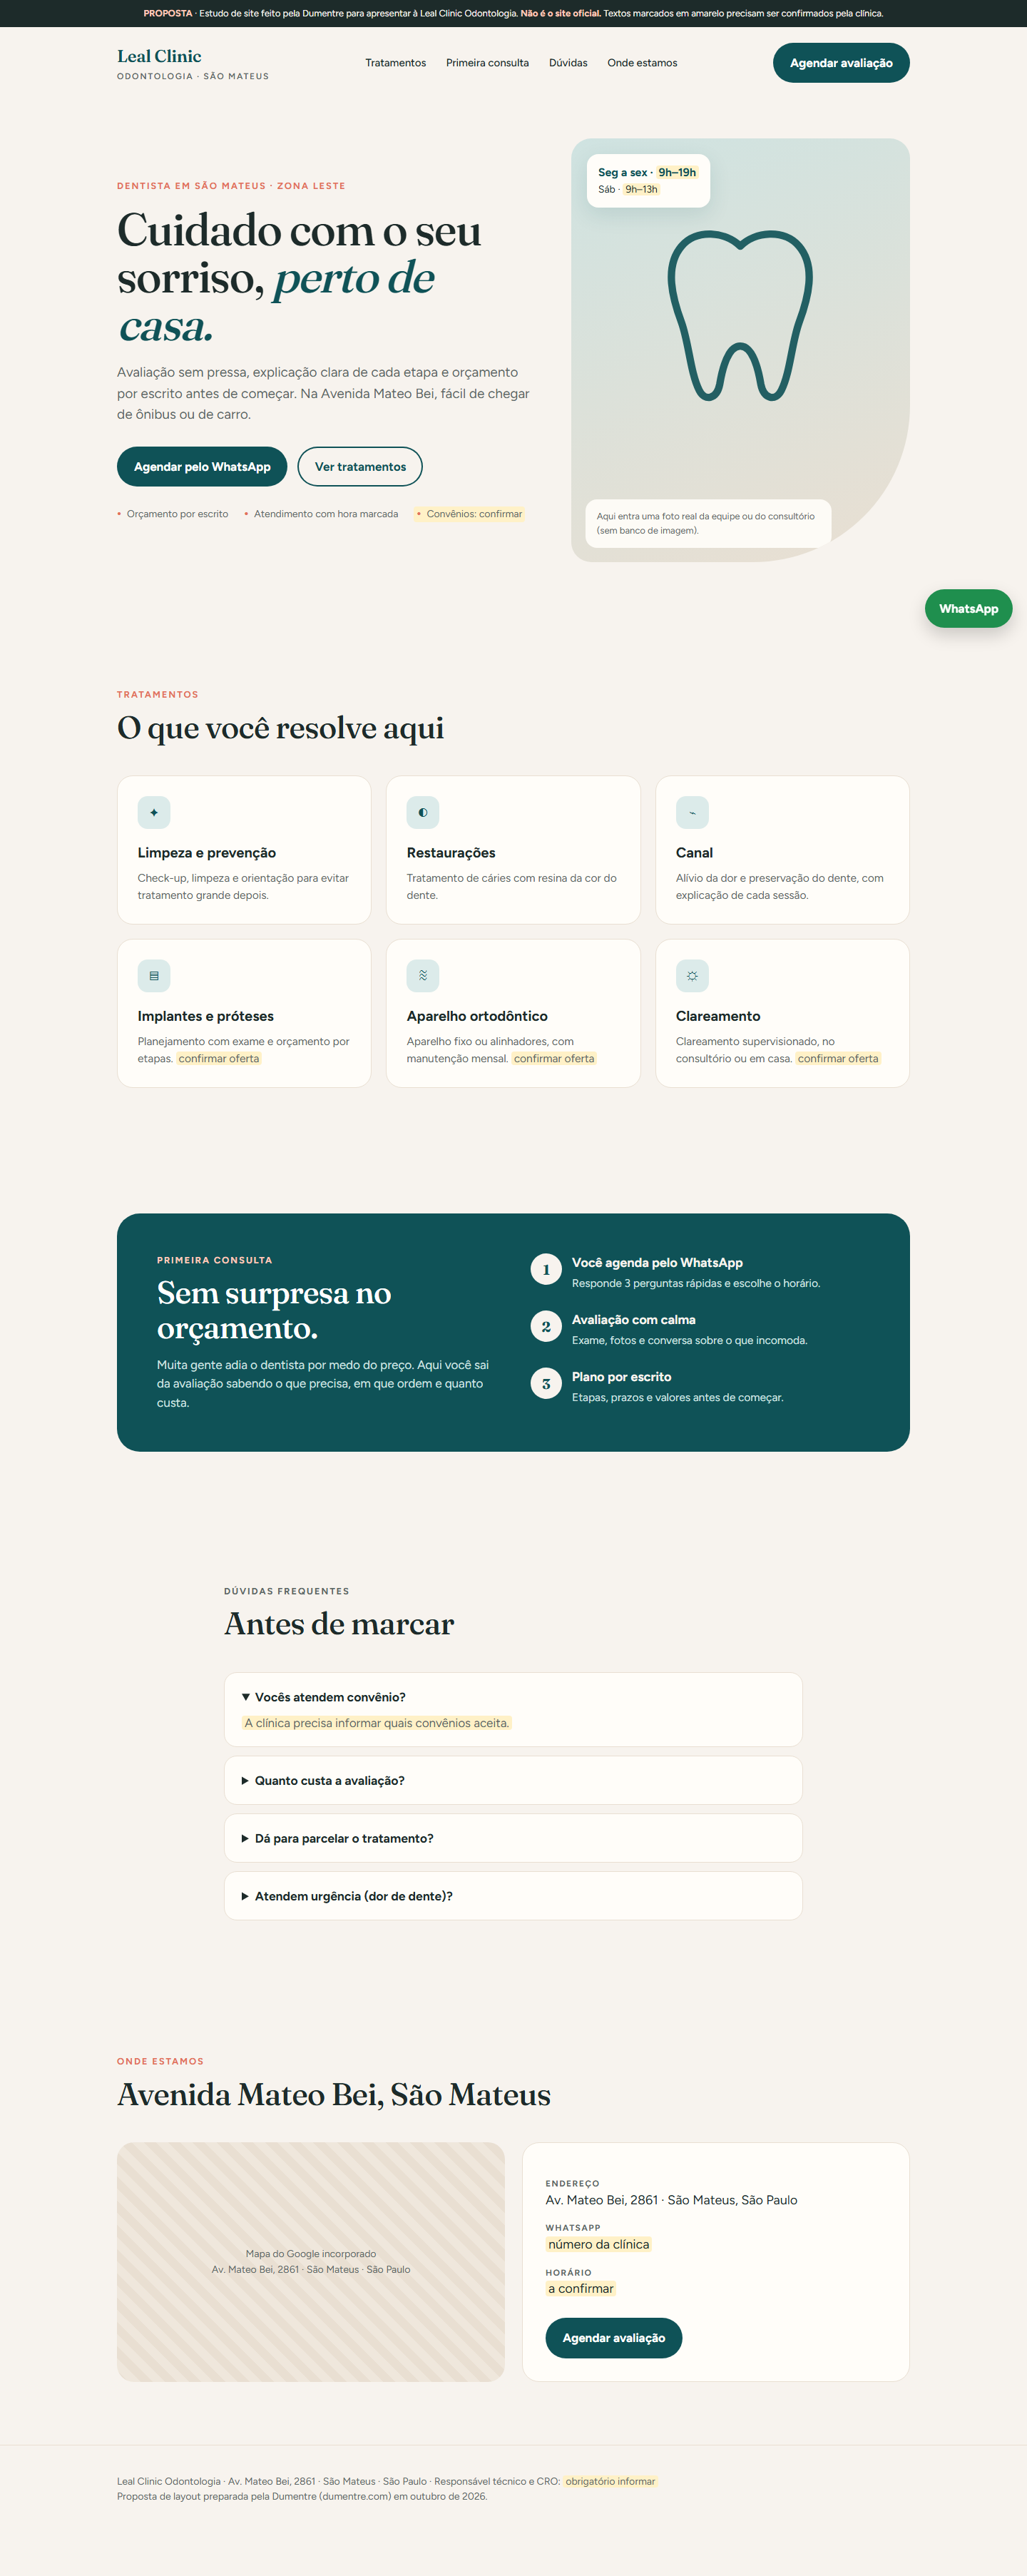 PROPOSTA · Estudo de site feito pela Dumentre para apresentar à Leal Clinic Odontologia. Não é o site oficial. Textos marcados em amarelo precisam ser confirmados pela clínica.
Leal Clinic
ODONTOLOGIA · SÃO MATEUS
Tratamentos
Primeira consulta
Dúvidas
Onde estamos
Agendar avaliação
DENTISTA EM SÃO MATEUS · ZONA LESTE
Cuidado com o seu
sorriso, perto de
casa.
Avaliação sem pressa, explicação clara de cada etapa e orçamento
por escrito antes de começar. Na Avenida Mateo Bei, fácil de chegar
de ônibus ou de carro.
Agendar pelo WhatsApp
Ver tratamentos
• Orçamento por escrito
• Atendimento com hora marcada
• Convênios: confirmar
Seg a sex · 9h–19h
Sáb · 9h–13h
Aqui entra uma foto real da equipe ou do consultório
(sem banco de imagem).
WhatsApp
TRATAMENTOS
O que você resolve aqui
Limpeza e prevenção
Check-up, limpeza e orientação para evitar
tratamento grande depois.
Restaurações
Tratamento de cáries com resina da cor do
dente.
Canal
Alívio da dor e preservação do dente, com
explicação de cada sessão.
Implantes e próteses
Planejamento com exame e orçamento por
etapas. confirmar oferta
Aparelho ortodôntico
Aparelho fixo ou alinhadores, com
manutenção mensal. confirmar oferta
Clareamento
Clareamento supervisionado, no
consultório ou em casa. confirmar oferta
PRIMEIRA CONSULTA
Sem surpresa no
orçamento.
Muita gente adia o dentista por medo do preço. Aqui você sai
da avaliação sabendo o que precisa, em que ordem e quanto
custa.
1
Você agenda pelo WhatsApp
Responde 3 perguntas rápidas e escolhe o horário.
2
Avaliação com calma
Exame, fotos e conversa sobre o que incomoda.
3
Plano por escrito
Etapas, prazos e valores antes de começar.
DÚVIDAS FREQUENTES
Antes de marcar
▼ Vocês atendem convênio?
A clínica precisa informar quais convênios aceita.
▶ Quanto custa a avaliação?
▶ Dá para parcelar o tratamento?
▶ Atendem urgência (dor de dente)?
ONDE ESTAMOS
Avenida Mateo Bei, São Mateus
Mapa do Google incorporado
Av. Mateo Bei, 2861 · São Mateus · São Paulo
ENDEREÇO
Av. Mateo Bei, 2861 · São Mateus, São Paulo
WHATSAPP
número da clínica
HORÁRIO
a confirmar
Agendar avaliação
Leal Clinic Odontologia · Av. Mateo Bei, 2861 · São Mateus · São Paulo · Responsável técnico e CRO: obrigatório informar
Proposta de layout preparada pela Dumentre (dumentre.com) em outubro de 2026.